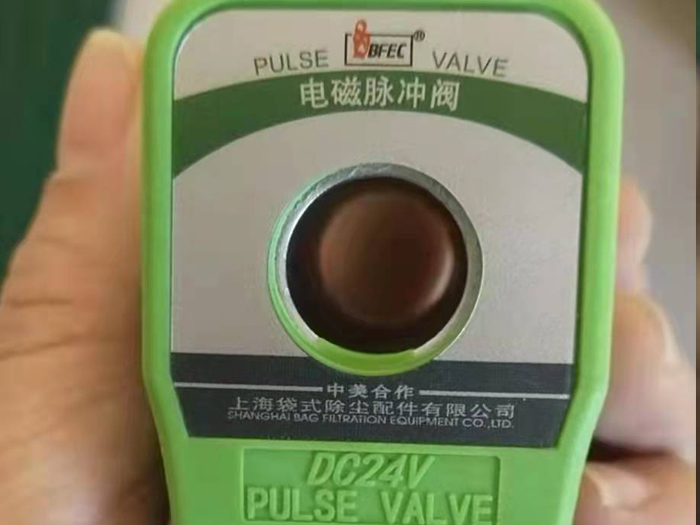 PULSE BFEC® VALVE
电磁脉冲阀
中美合作
上海袋式除尘配件有限公司
SHANGHAI BAG FILTRATION EQUIPMENT CO.,LTD.
DC24V
PULSE VALVE